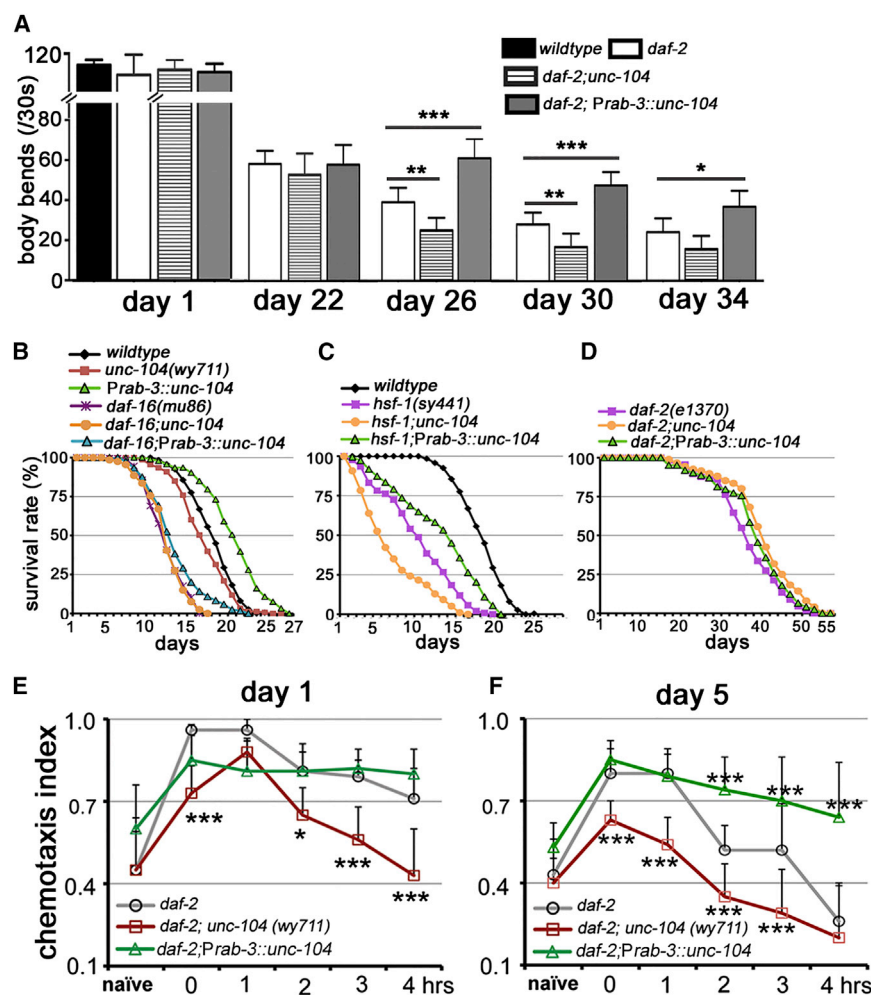 A
wildtype
daf-2
daf-2;unc-104
daf-2; Prab-3::unc-104
body bends (/30s)
120
80
60
40
20
0
***
**
***
**
*
day 1
day 22
day 26
day 30
day 34
B
wildtype
unc-104(wy711)
Prab-3::unc-104
daf-16(mu86)
daf-16;unc-104
daf-16;Prab-3::unc-104
survival rate (%)
100
75
50
25
0
1 5 10 15 20 25 27
days
C
wildtype
hsf-1(sy441)
hsf-1;unc-104
hsf-1;Prab-3::unc-104
100
75
50
25
0
1 5 10 15 20 25
days
D
daf-2(e1370)
daf-2;unc-104
daf-2;Prab-3::unc-104
100
75
50
25
0
1 10 20 30 40 50 55
days
E
day 1
chemotaxis index
1.0
0.7
0.4
0.1
***
*
***
***
daf-2
daf-2; unc-104 (wy711)
daf-2;Prab-3::unc-104
naïve 0 1 2 3 4 hrs
F
day 5
1.0
0.7
0.4
0.1
***
***
***
***
***
***
***
daf-2
daf-2; unc-104 (wy711)
daf-2;Prab-3::unc-104
naïve 0 1 2 3 4 hrs